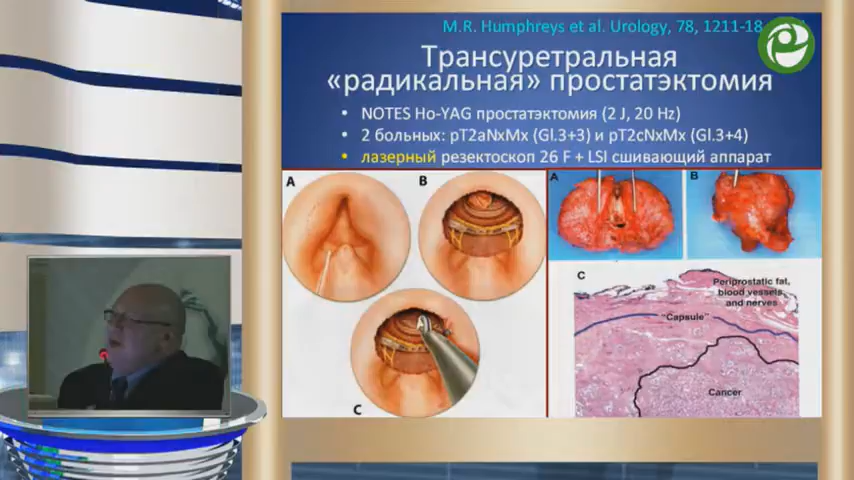 M.R. Humphreys et al. Urology, 78, 1211-18
Трансуретральная
«радикальная» простатэктомия
• NOTES Ho-YAG простатэктомия (2 J, 20 Hz)
• 2 больных: pT2aNxMx (Gl.3+3) и pT2cNxMx (Gl.3+4)
• лазерный резектоскоп 26 F + LSI сшивающий аппарат
A
B
C
A
B
C
Periprostatic fat,
blood vessels
and nerves
"Capsule"
Cancer